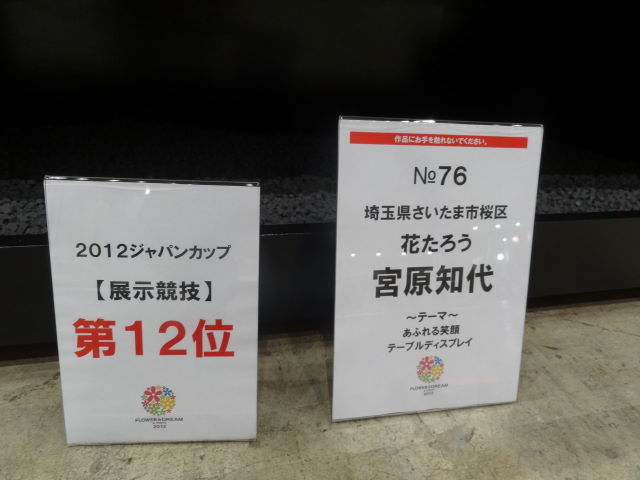 2012ジャパンカップ
【展示競技】
第12位
FLOWER DREAM
2012
作品にお手を触れないでください。
№76
埼玉県さいたま市桜区
花たろう
宮原知代
～テーマ～
あふれる笑顔
テーブルディスプレイ
FLOWER DREAM
2012